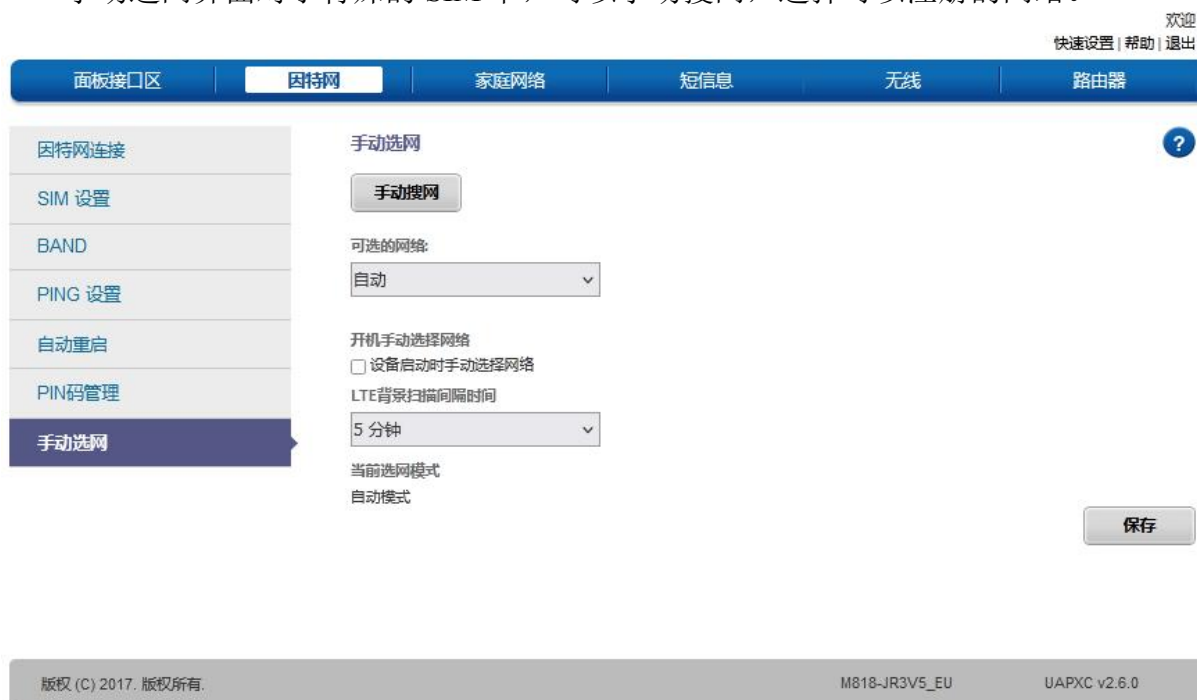 欢迎
快速设置 | 帮助 | 退出
面板接口区 因特网 家庭网络 短信息 无线 路由器
因特网连接
SIM 设置
BAND
PING 设置
自动重启
PIN码管理
手动选网
手动选网
?
手动搜网
可选的网络:
自动
开机手动选择网络
设备启动时手动选择网络
LTE背景扫描间隔时间
5 分钟
当前选网模式
自动模式
保存
版权 (C) 2017. 版权所有. M818-JR3V5_EU UAPXC v2.6.0